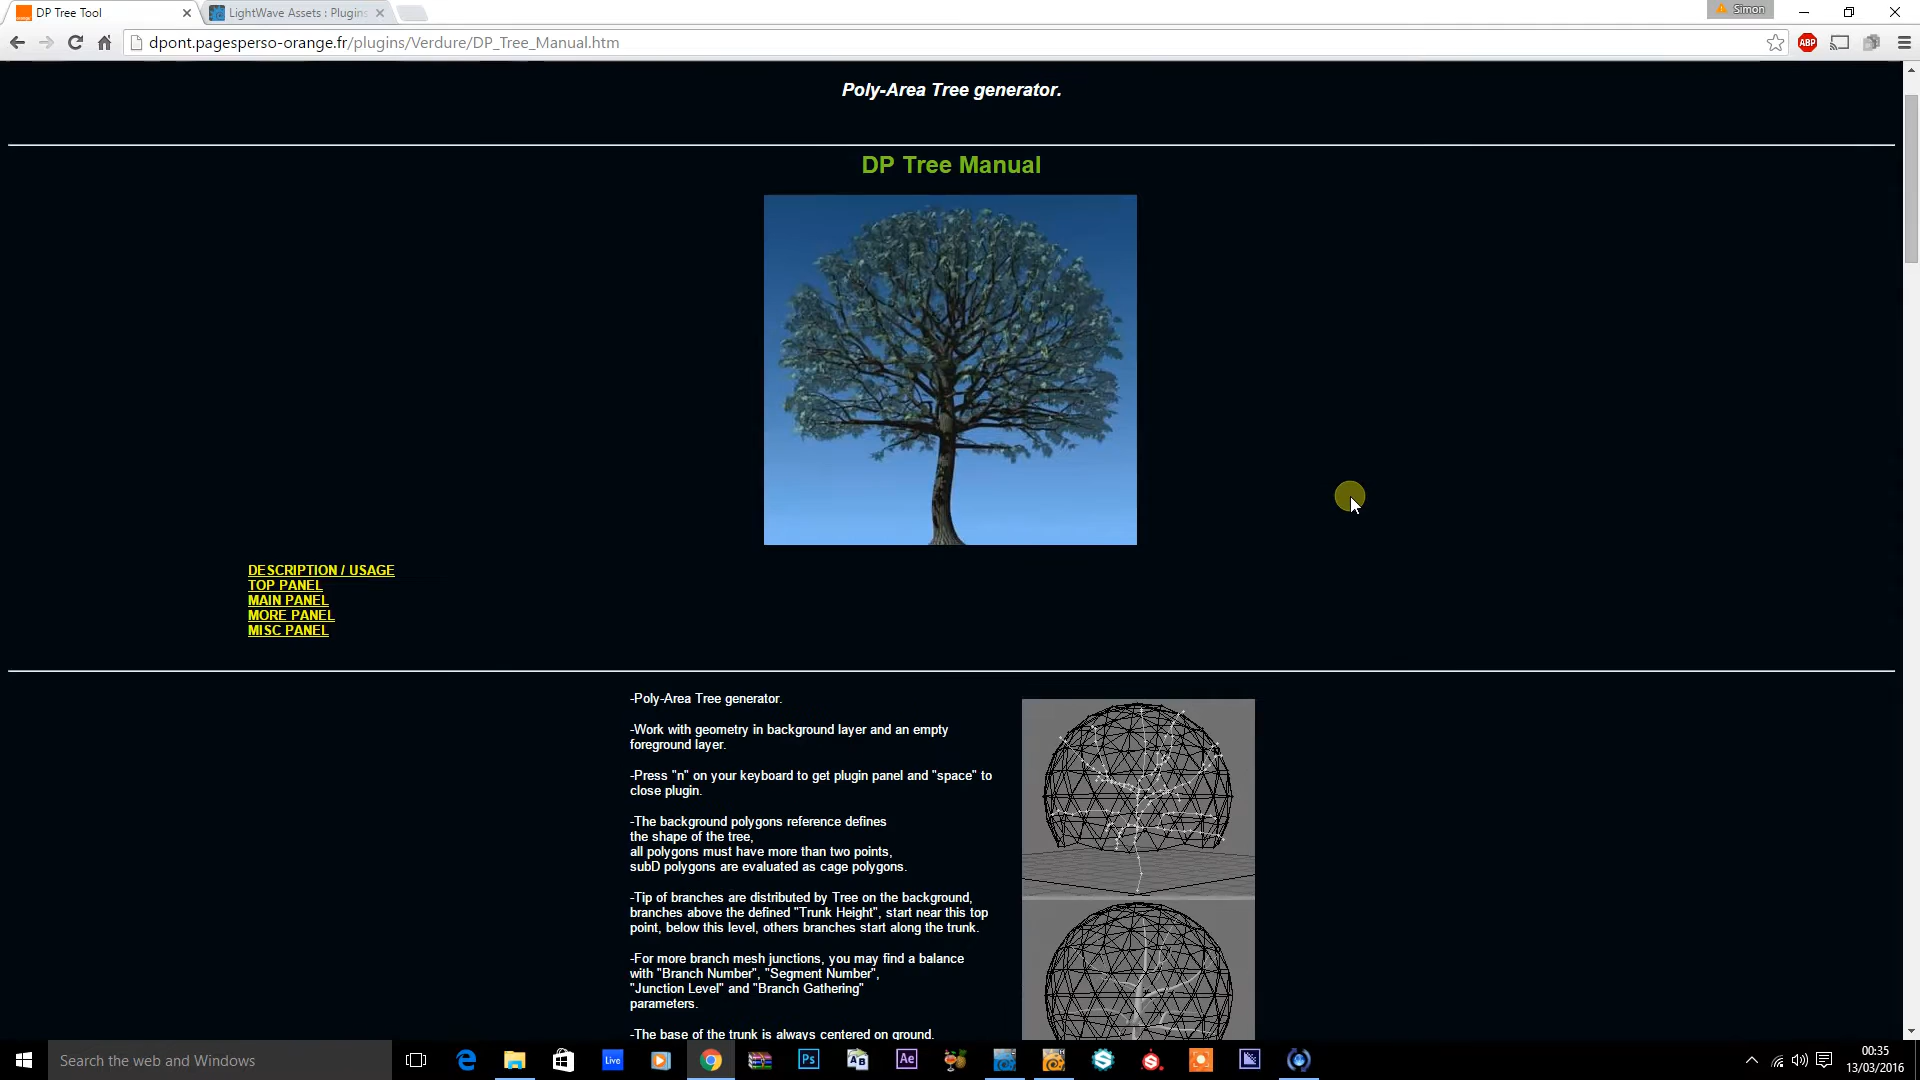 DP Tree Tool
LightWave Assets : Plugins
Simon
dpont.pagesperso-orange.fr/plugins/Verdure/DP_Tree_Manual.htm
ABP
Poly-Area Tree generator.
DP Tree Manual
DESCRIPTION / USAGE
TOP PANEL
MAIN PANEL
MORE PANEL
MISC PANEL
-Poly-Area Tree generator.
-Work with geometry in background layer and an empty
foreground layer.
-Press "n" on your keyboard to get plugin panel and "space" to
close plugin.
-The background polygons reference defines
the shape of the tree,
all polygons must have more than two points,
subD polygons are evaluated as cage polygons.
-Tip of branches are distributed by Tree on the background,
branches above the defined "Trunk Height", start near this top
point, below this level, others branches start along the trunk.
-For more branch mesh junctions, you may find a balance
with "Branch Number", "Segment Number",
"Junction Level" and "Branch Gathering"
parameters.
-The base of the trunk is always centered on ground.
Search the web and Windows
Live
Ps
Ae
00:35
13/03/2016